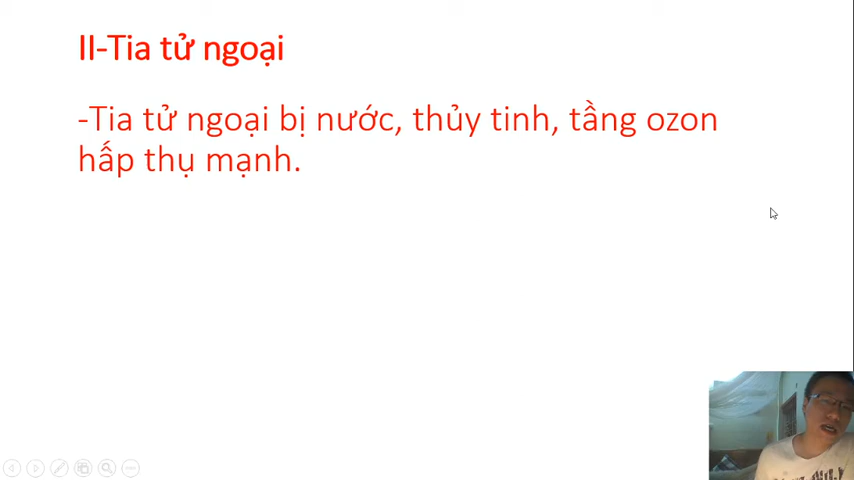 II-Tia tử ngoại
-Tia tử ngoại bị nước, thủy tinh, tầng ozon
hấp thụ mạnh.